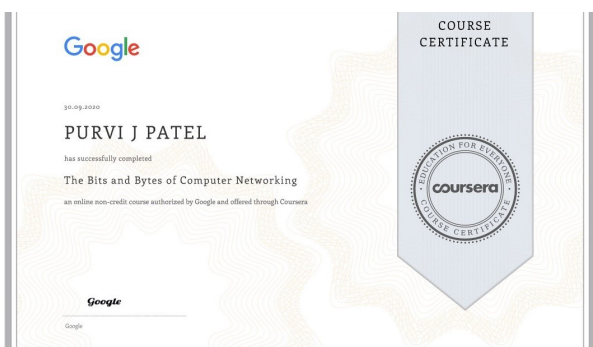 Google
COURSE
CERTIFICATE
30.09.2020
PURVI J PATEL
has successfully completed
The Bits and Bytes of Computer Networking
an online non-credit course authorized by Google and offered through Coursera
EDUCATION FOR EVERYONE
coursera
COURSE CERTIFICATE
Google
Google